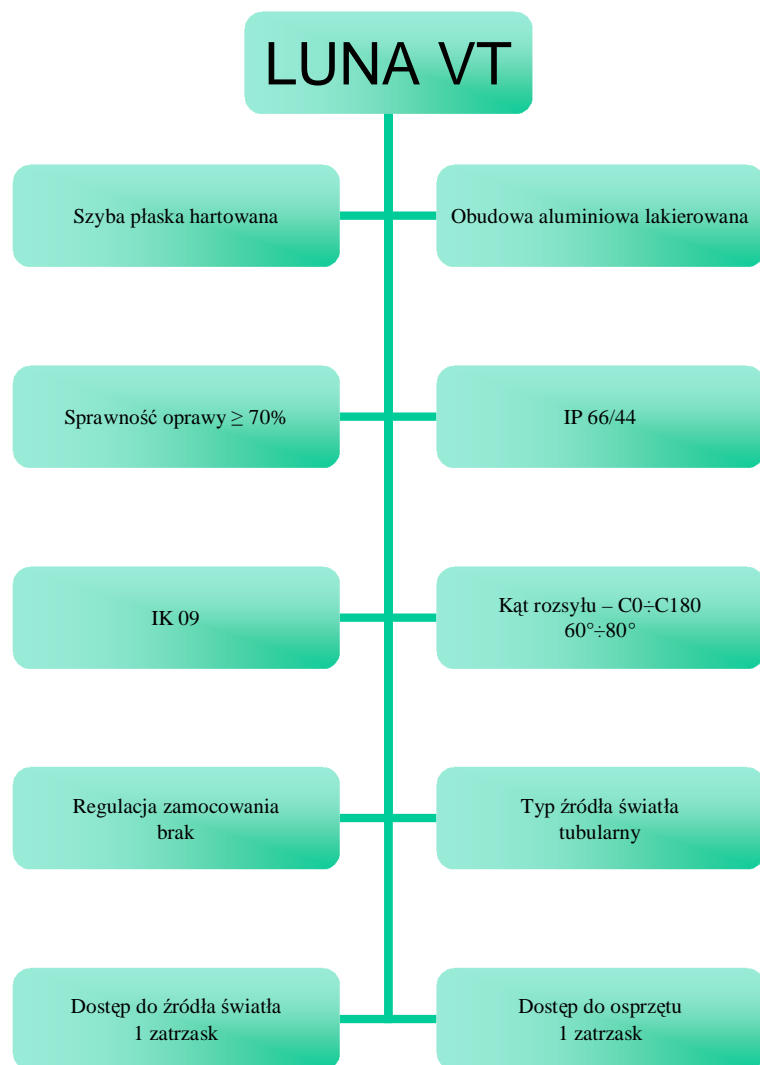 LUNA VT
Szyba płaska hartowana
Obudowa aluminiowa lakierowana
Sprawność oprawy ≥ 70%
IP 66/44
IK 09
Kąt rozsyłu – C0÷C180
60°÷80°
Regulacja zamocowania
brak
Typ źródła światła
tubularny
Dostęp do źródła światła
1 zatrzask
Dostęp do osprzętu
1 zatrzask